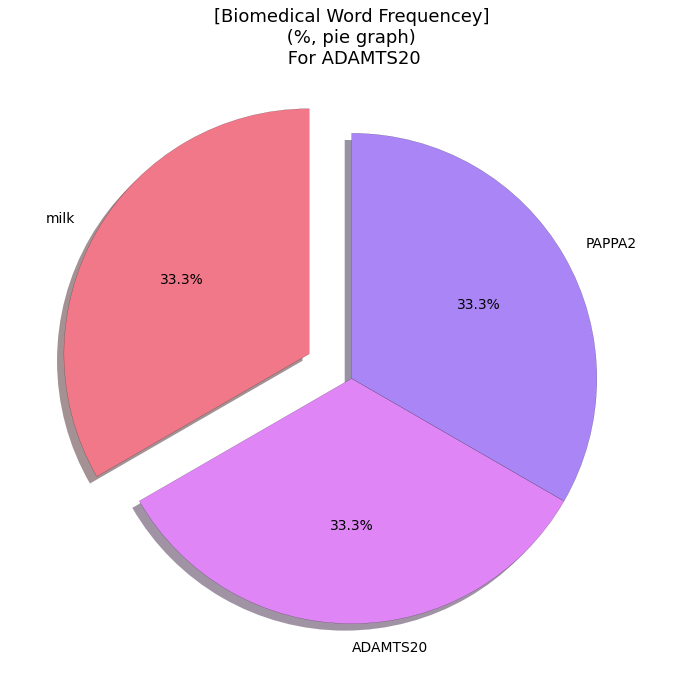 [Biomedical Word Frequencey]
(%, pie graph)
For ADAMTS20
milk
33.3%
PAPPA2
33.3%
33.3%
ADAMTS20